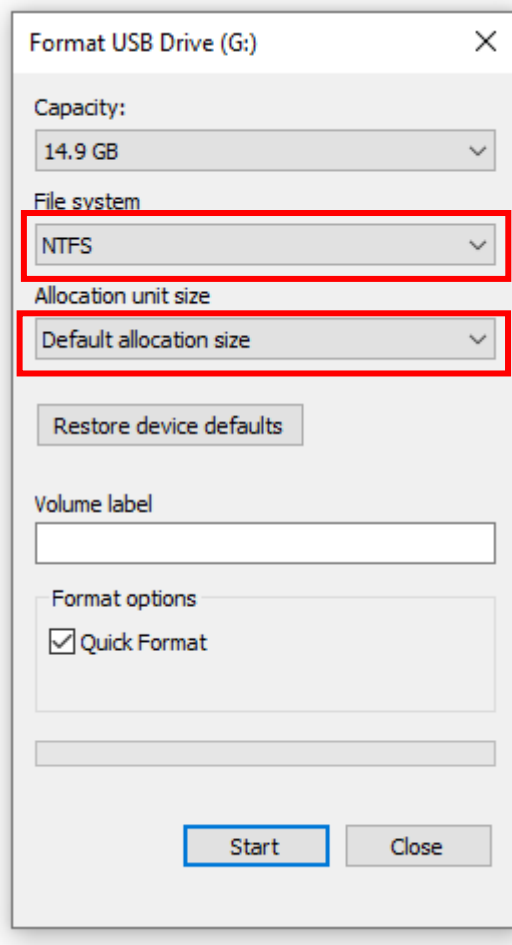 Format USB Drive (G:)
Capacity:
14.9 GB
File system
NTFS
Allocation unit size
Default allocation size
Restore device defaults
Volume label
Format options
Quick Format
Start
Close